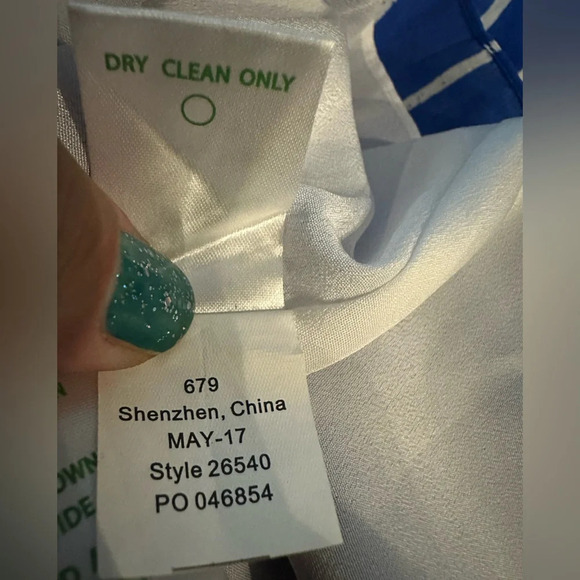 DRY CLEAN ONLY
679
Shenzhen, China
MAY-17
Style 26540
PO 046854